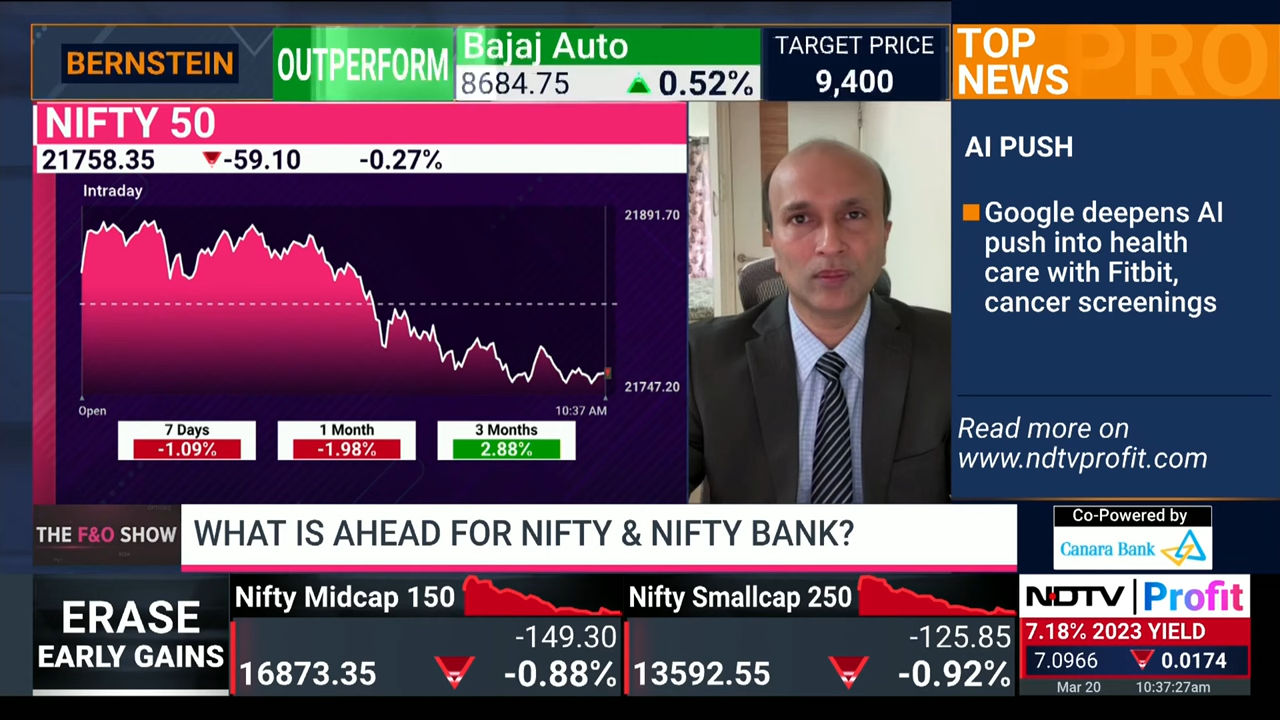 BERNSTEIN
OUTPERFORM
Bajaj Auto
8684.75 0.52%
TARGET PRICE
9,400
TOP
NEWS
PRO
NIFTY 50
21758.35 -59.10 -0.27%
Intraday
21891.70
21747.20
Open 10:37 AM
7 Days
-1.09%
1 Month
-1.98%
3 Months
2.88%
AI PUSH
Google deepens AI
push into health
care with Fitbit,
cancer screenings
Read more on
www.ndtvprofit.com
THE F&O SHOW
WHAT IS AHEAD FOR NIFTY & NIFTY BANK?
Co-Powered by
Canara Bank
ERASE
EARLY GAINS
Nifty Midcap 150
-149.30
16873.35 -0.88%
Nifty Smallcap 250
-125.85
13592.55 -0.92%
NDTV Profit
7.18% 2023 YIELD
7.0966 0.0174
Mar 20 10:37:27am